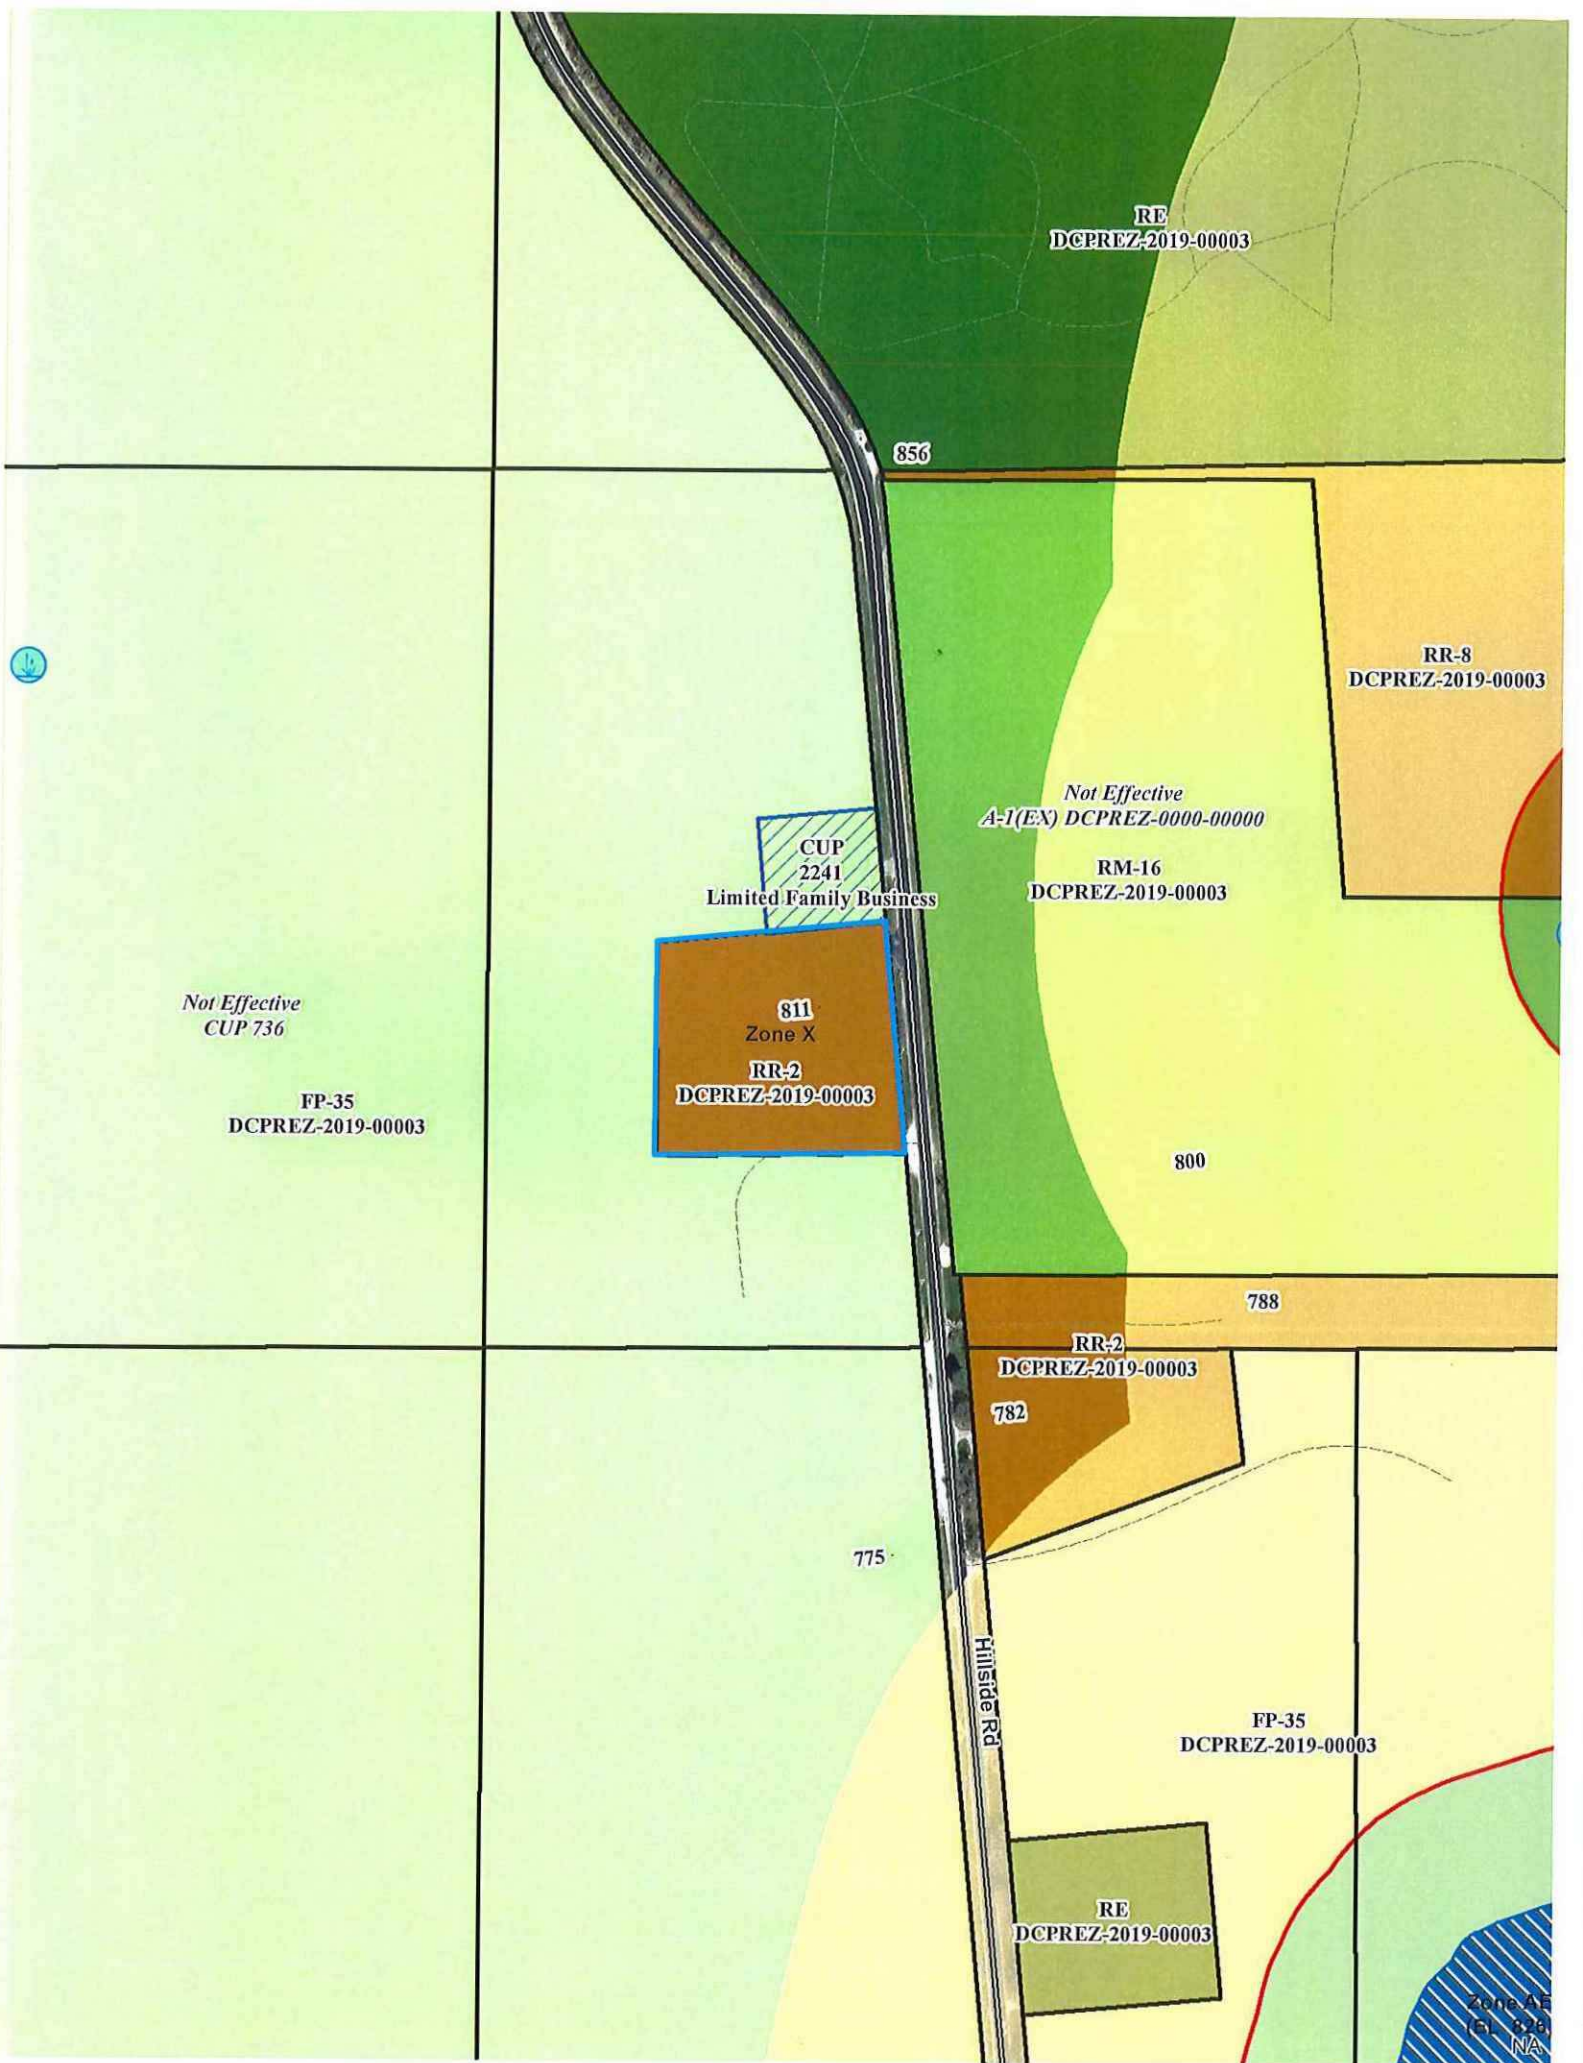 RE
DCPREZ-2019-00003
856
RR-8
DCPREZ-2019-00003
Not Effective
A-1(EX) DCPREZ-0000-00000
CUP
2241
Limited Family Business
RM-16
DCPREZ-2019-00003
Not Effective
CUP 736
811
Zone X
RR-2
DCPREZ-2019-00003
FP-35
DCPREZ-2019-00003
800
788
RR-2
DCPREZ-2019-00003
782
775
Hillside Rd
FP-35
DCPREZ-2019-00003
RE
DCPREZ-2019-00003
Zone AE
(EL 826
NA